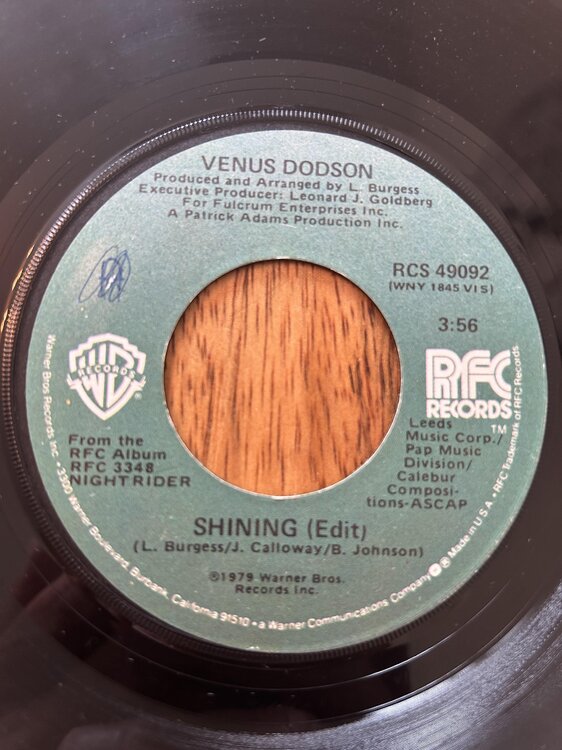 VENUS DODSON
Produced and Arranged by L. Burgess
Executive Producer: Leonard J. Goldberg
For Fulcrum Enterprises Inc.
A Patrick Adams Production Inc.
RCS 49092
(WNY 1845 VIS)
3:56
WB
RECORDS
®
RFC
RECORDS
TM
From the
RFC Album
RFC 3348
NIGHTRIDER
Leeds
Music Corp./
Pap Music
Division/
Calebur
Composi-
tions-ASCAP
SHINING (Edit)
(L. Burgess/J. Calloway/B. Johnson)
©1979 Warner Bros.
Records Inc.
Warner Bros Records Inc. • 3300 Warner Boulevard, Burbank, California 91510 • a Warner Communications Company ®® Made in U.S.A. • RFC Trademark of RFC Records.